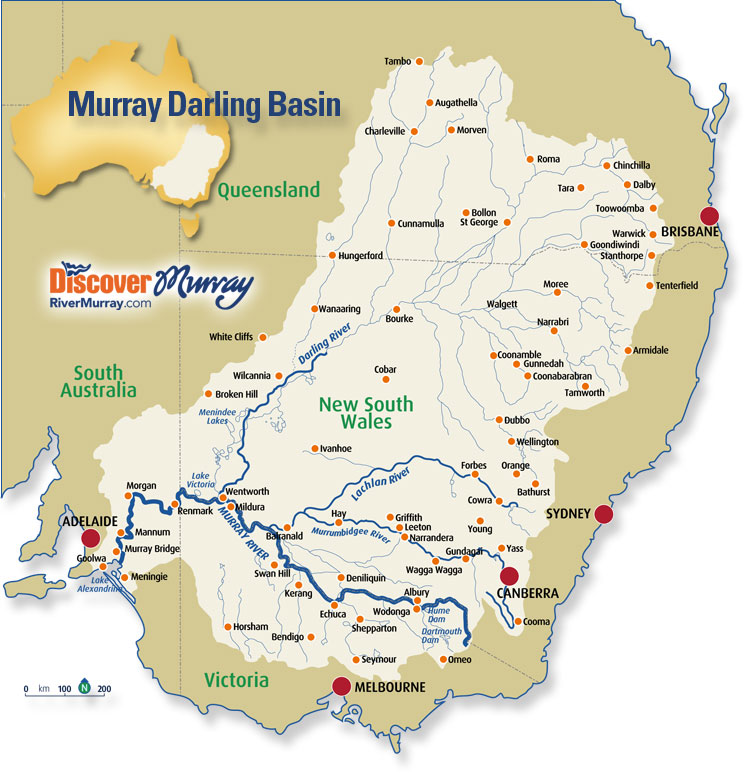 Tambo
Murray Darling Basin
Augathella
Charleville
Morven
Roma
Chinchilla
Queensland
Tara
Dalby
Toowoomba
Bollon
St George
Cunnamulla
BRISBANE
Warwick
Goondiwindi
Stanthorpe
Hungerford
Discover Murray
RiverMurray.com
Moree
Tenterfield
Wanaaring
Bourke
Walgett
Darling River
Narrabri
White Cliffs
Armidale
Coonamble
Gunnedah
South
Australia
Wilcannia
Cobar
Coonabarabran
Tamworth
Broken Hill
New South
Wales
Menindee
Lakes
Dubbo
Wellington
Ivanhoe
Lake
Victoria
Forbes
Orange
Lachlan River
Morgan
Wentworth
Bathurst
Cowra
Renmark
Mildura
SYDNEY
Hay
Griffith
Leeton
Young
ADELAIDE
MURRAY RIVER
Balranald
Murrumbidgee River
Narrandera
Mannum
Murray Bridge
Gundagai
Yass
Goolwa
Swan Hill
Wagga Wagga
Lake
Alexandrina
Meningie
Deniliquin
Kerang
Albury
CANBERRA
Echuca
Wodonga
Hume
Dam
Cooma
Horsham
Shepparton
Dartmouth
Dam
Bendigo
Seymour
Omeo
Victoria
MELBOURNE
0 km 100 N 200